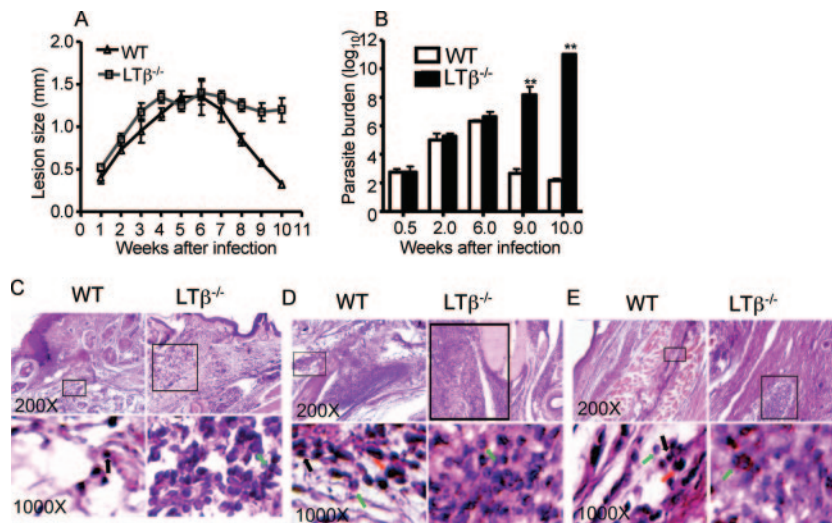 A
WT
LTβ-/-
Lesion size (mm)
2.0
1.5
1.0
0.5
0.0
0 1 2 3 4 5 6 7 8 9 10 11
Weeks after infection
B
WT
LTβ-/-
** **
Parasite burden (log10)
12
10
8
6
4
2
0.5 2.0 6.0 9.0 10.0
Weeks after infection
C WT LTβ-/- D WT LTβ-/- E WT LTβ-/-
200X 200X 200X
1000X 1000X 1000X